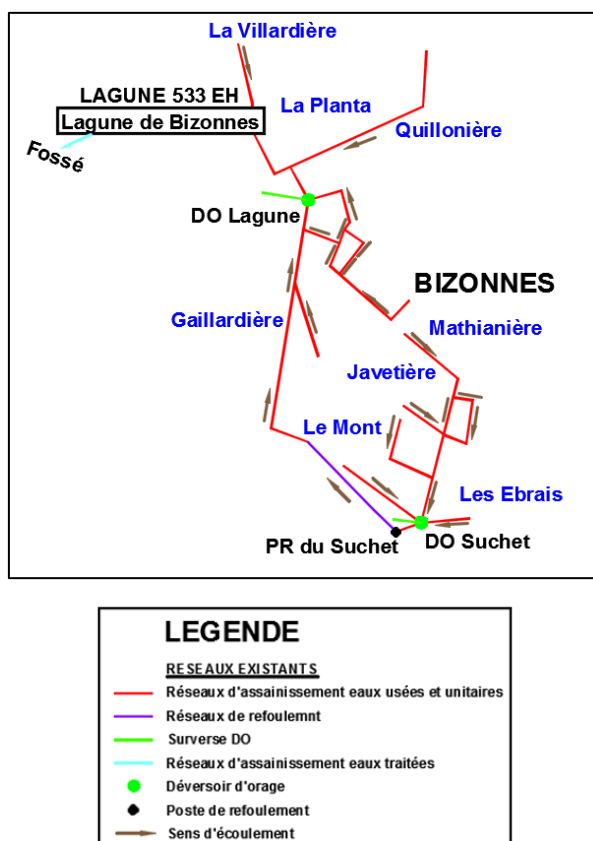 La Villardière
LAGUNE 533 EH
La Planta
Lagune de Bizonnes
Quillonière
Fossé
DO Lagune
BIZONNES
Gaillardière
Mathianière
Javetière
Le Mont
Les Ebrais
PR du Suchet
DO Suchet
LEGENDE
RESEAUX EXISTANTS
Réseaux d'assainissement eaux usées et unitaires
Réseaux de refoulemnt
Surverse DO
Réseaux d'assainissement eaux traitées
Déversoir d'orage
Poste de refoulement
Sens d'écoulement